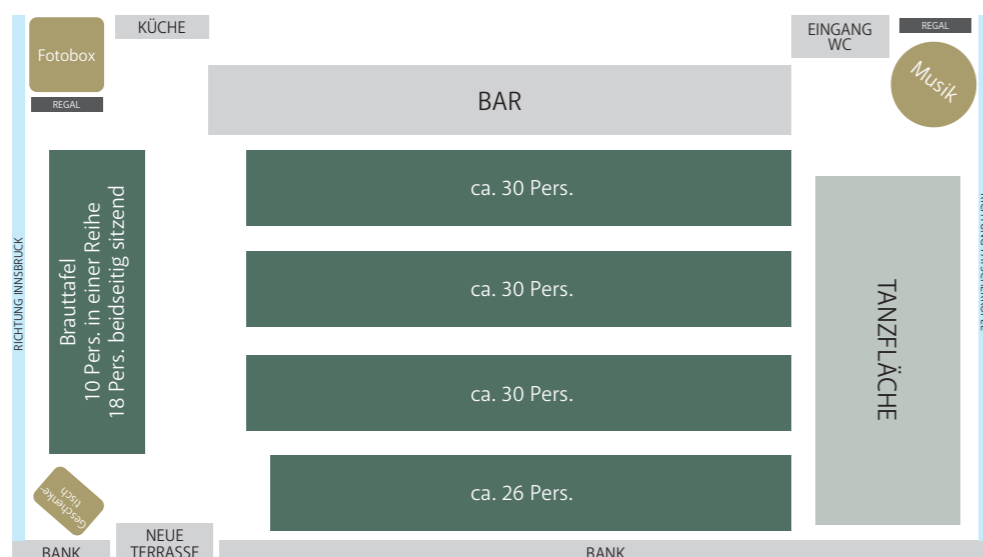 KÜCHE
EINGANG
WC
REGAL
Fotobox
Musik
REGAL
BAR
ca. 30 Pers.
Brauttafel
10 Pers. in einer Reihe
18 Pers. beidseitig sitzend
RICHTUNG INNSBRUCK
ca. 30 Pers.
TANZFLÄCHE
ca. 30 Pers.
ca. 26 Pers.
Geschenke-
tisch
BANK
NEUE
TERRASSE
BANK